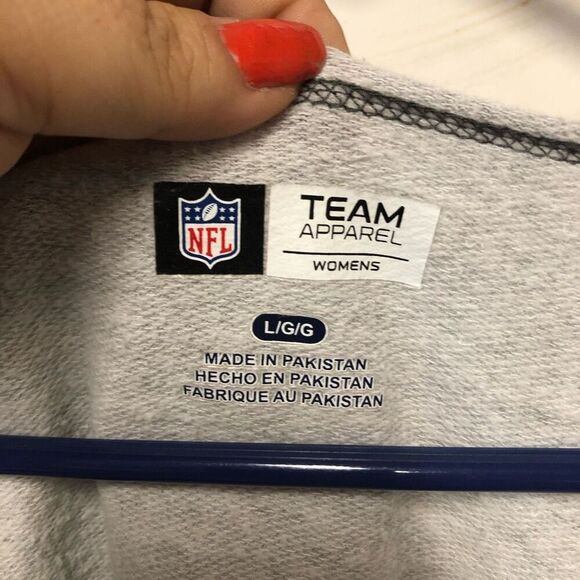 NFL
TEAM
APPAREL
WOMENS
L/G/G
MADE IN PAKISTAN
HECHO EN PAKISTAN
FABRIQUE AU PAKISTAN